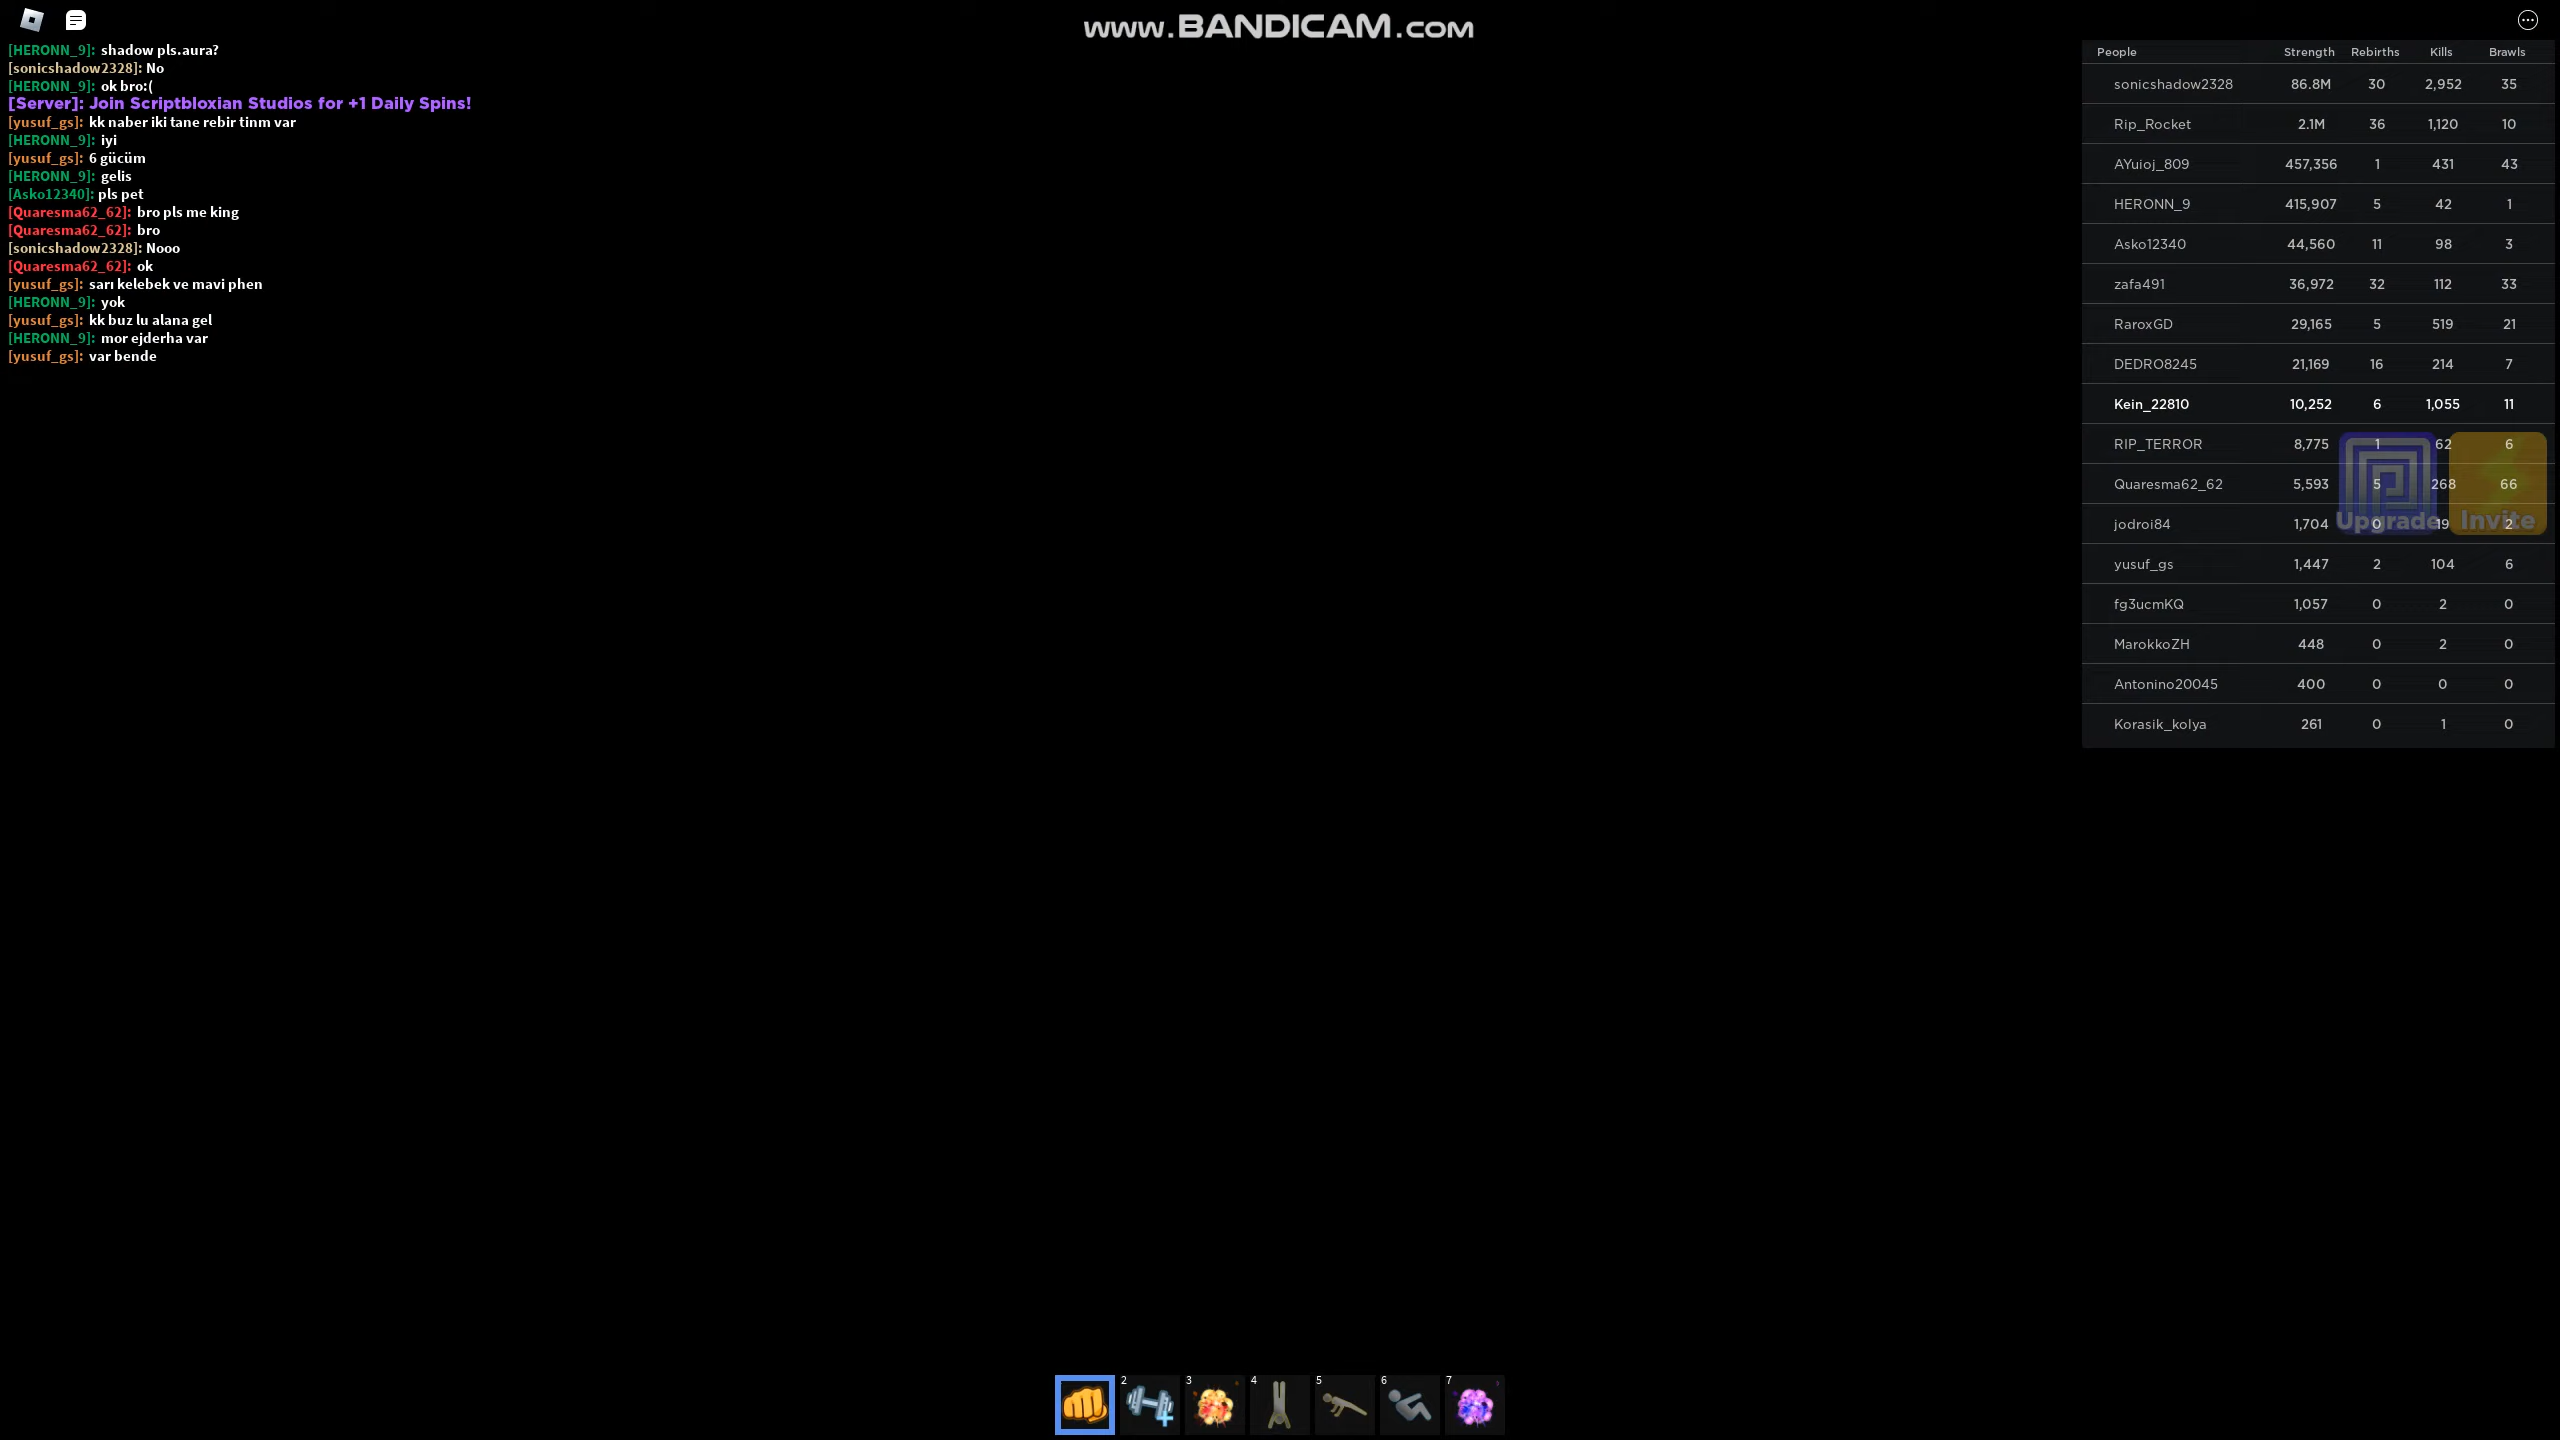 www.BANDICAM.com
[HERONN_9]: shadow pls.aura?
[sonicshadow2328]: No
[HERONN_9]: ok bro:(
[Server]: Join Scriptbloxian Studios for +1 Daily Spins!
[yusuf_gs]: kk naber iki tane rebir tinm var
[HERONN_9]: iyi
[yusuf_gs]: 6 gücüm
[HERONN_9]: gelis
[Asko12340]: pls pet
[Quaresma62_62]: bro pls me king
[Quaresma62_62]: bro
[sonicshadow2328]: Nooo
[Quaresma62_62]: ok
[yusuf_gs]: sarı kelebek ve mavi phen
[HERONN_9]: yok
[yusuf_gs]: kk buz lu alana gel
[HERONN_9]: mor ejderha var
[yusuf_gs]: var bende
People Strength Rebirths Kills Brawls
sonicshadow2328 86.8M 30 2,952 35
Rip_Rocket 2.1M 36 1,120 10
AYuioj_809 457,356 1 431 43
HERONN_9 415,907 5 42 1
Asko12340 44,560 11 98 3
zafa491 36,972 32 112 33
RaroxGD 29,165 5 519 21
DEDRO8245 21,169 16 214 7
Kein_22810 10,252 6 1,055 11
RIP_TERROR 8,775 1 62 6
Quaresma62_62 5,593 5 268 66
jodroi84 1,704 0 19 2
Upgrade Invite
yusuf_gs 1,447 2 104 6
fg3ucmKQ 1,057 0 2 0
MarokkoZH 448 0 2 0
Antonino20045 400 0 0 0
Korasik_kolya 261 0 1 0
2 3 4 5 6 7